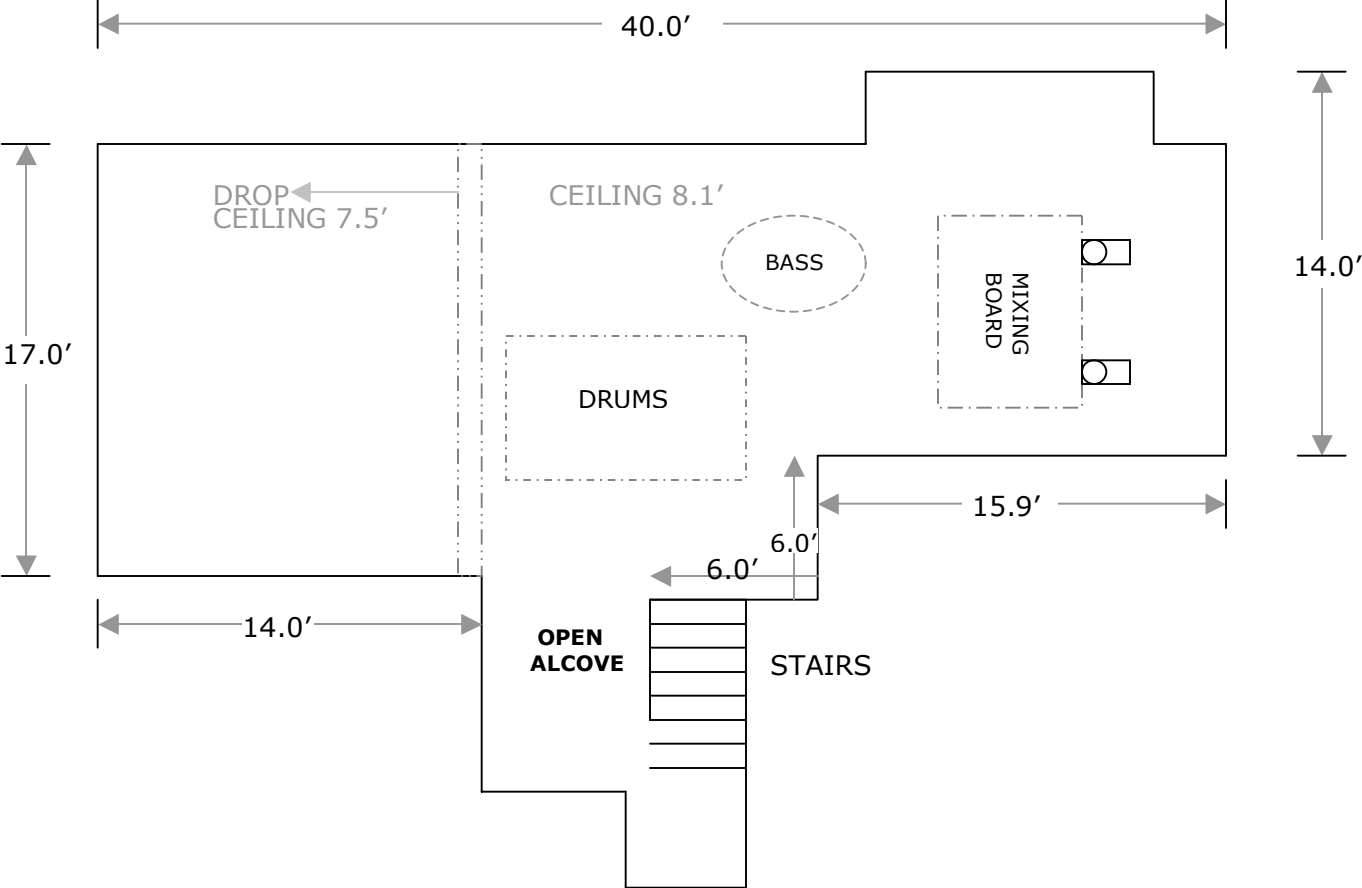 40.0′
DROP
CEILING 7.5′
CEILING 8.1′
BASS
MIXING
BOARD
14.0′
17.0′
DRUMS
15.9′
6.0′
6.0′
14.0′
OPEN
ALCOVE
STAIRS